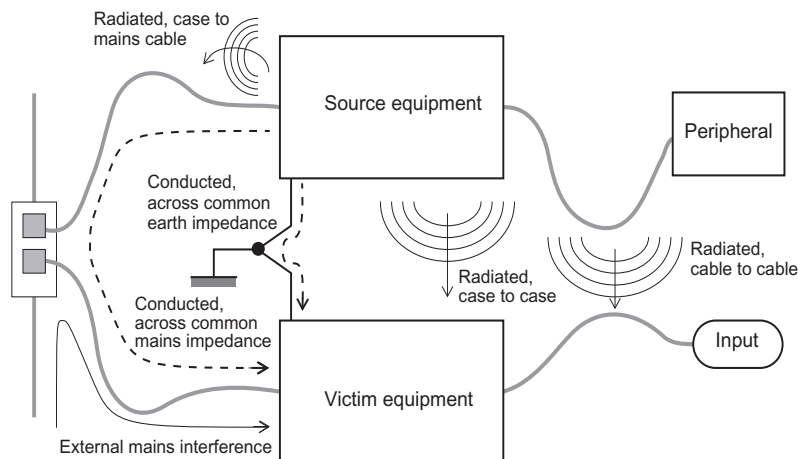 Radiated, case to
mains cable
Source equipment
Peripheral
Conducted,
across common
earth impedance
Radiated,
case to case
Radiated,
cable to cable
Conducted,
across common
mains impedance
Input
Victim equipment
External mains interference